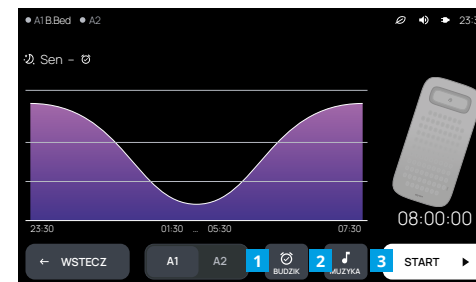 A1 B.Bed A2
Sen –
08:00:00
23:30 01:30 ... 05:30 07:30
← WSTECZ A1 A2 1 BUDZIK 2 MUZYKA 3 START